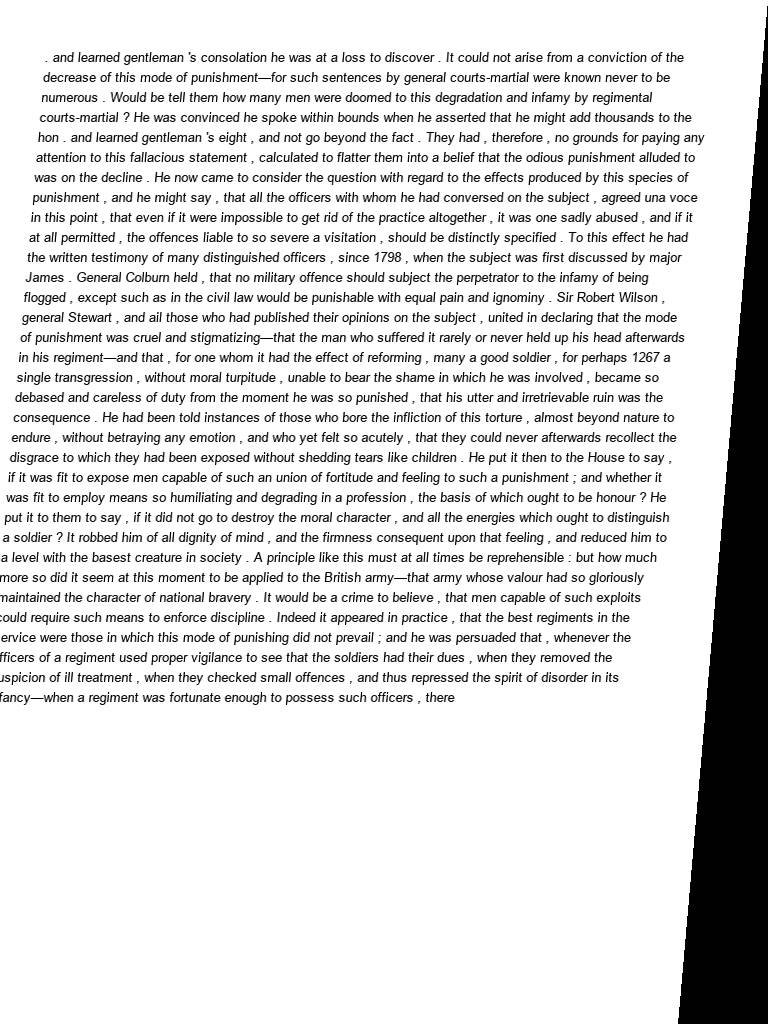 . and learned gentleman 's consolation he was at a loss to discover . It could not arise from a conviction of the
decrease of this mode of punishment—for such sentences by general courts-martial were known never to be
numerous . Would be tell them how many men were doomed to this degradation and infamy by regimental
courts-martial ? He was convinced he spoke within bounds when he asserted that he might add thousands to the
hon . and learned gentleman 's eight , and not go beyond the fact . They had , therefore , no grounds for paying any
attention to this fallacious statement , calculated to flatter them into a belief that the odious punishment alluded to
was on the decline . He now came to consider the question with regard to the effects produced by this species of
punishment , and he might say , that all the officers with whom he had conversed on the subject , agreed una voce
in this point , that even if it were impossible to get rid of the practice altogether , it was one sadly abused , and if it
at all permitted , the offences liable to so severe a visitation , should be distinctly specified . To this effect he had
the written testimony of many distinguished officers , since 1798 , when the subject was first discussed by major
James . General Colburn held , that no military offence should subject the perpetrator to the infamy of being
flogged , except such as in the civil law would be punishable with equal pain and ignominy . Sir Robert Wilson ,
general Stewart , and ail those who had published their opinions on the subject , united in declaring that the mode
of punishment was cruel and stigmatizing—that the man who suffered it rarely or never held up his head afterwards
in his regiment—and that , for one whom it had the effect of reforming , many a good soldier , for perhaps 1267 a
single transgression , without moral turpitude , unable to bear the shame in which he was involved , became so
debased and careless of duty from the moment he was so punished , that his utter and irretrievable ruin was the
consequence . He had been told instances of those who bore the infliction of this torture , almost beyond nature to
endure , without betraying any emotion , and who yet felt so acutely , that they could never afterwards recollect the
disgrace to which they had been exposed without shedding tears like children . He put it then to the House to say ,
if it was fit to expose men capable of such an union of fortitude and feeling to such a punishment ; and whether it
was fit to employ means so humiliating and degrading in a profession , the basis of which ought to be honour ? He
put it to them to say , if it did not go to destroy the moral character , and all the energies which ought to distinguish
a soldier ? It robbed him of all dignity of mind , and the firmness consequent upon that feeling , and reduced him to
a level with the basest creature in society . A principle like this must at all times be reprehensible : but how much
more so did it seem at this moment to be applied to the British army—that army whose valour had so gloriously
maintained the character of national bravery . It would be a crime to believe , that men capable of such exploits
could require such means to enforce discipline . Indeed it appeared in practice , that the best regiments in the
ervice were those in which this mode of punishing did not prevail ; and he was persuaded that , whenever the
fficers of a regiment used proper vigilance to see that the soldiers had their dues , when they removed the
uspicion of ill treatment , when they checked small offences , and thus repressed the spirit of disorder in its
fancy—when a regiment was fortunate enough to possess such officers , there